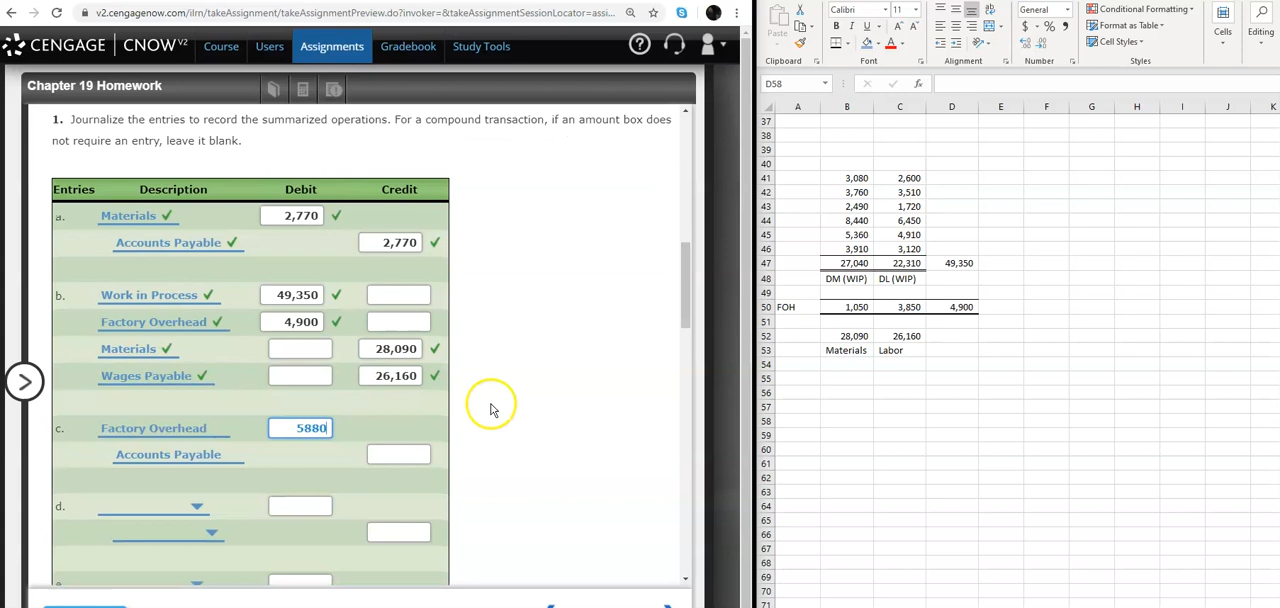 v2.cengagenow.com/ilrn/takeAssignment/takeAssignmentPreview.do?invoker=&takeAssignmentSessionLocator=assi...
CENGAGE | CNOWv2 Course Users Assignments Gradebook Study Tools
Chapter 19 Homework
1. Journalize the entries to record the summarized operations. For a compound transaction, if an amount box does
not require an entry, leave it blank.
Entries Description Debit Credit
a. Materials 2,770
Accounts Payable 2,770
b. Work in Process 49,350
Factory Overhead 4,900
Materials 28,090
Wages Payable 26,160
c. Factory Overhead 5880
Accounts Payable
d.
Paste
Calibri 11
B I U
General
$ % ,
Conditional Formatting
Format as Table
Cell Styles
Cells
Editing
Clipboard Font Alignment Number Styles
D58 fx
A B C D E F G H I J K
37
38
39
40
41 3,080 2,600
42 3,760 3,510
43 2,490 1,720
44 8,440 6,450
45 5,360 4,910
46 3,910 3,120
47 27,040 22,310 49,350
48 DM (WIP) DL (WIP)
49
50 FOH 1,050 3,850 4,900
51
52 28,090 26,160
53 Materials Labor
54
55
56
57
58
59
60
61
62
63
64
65
66
67
68
69
70
71